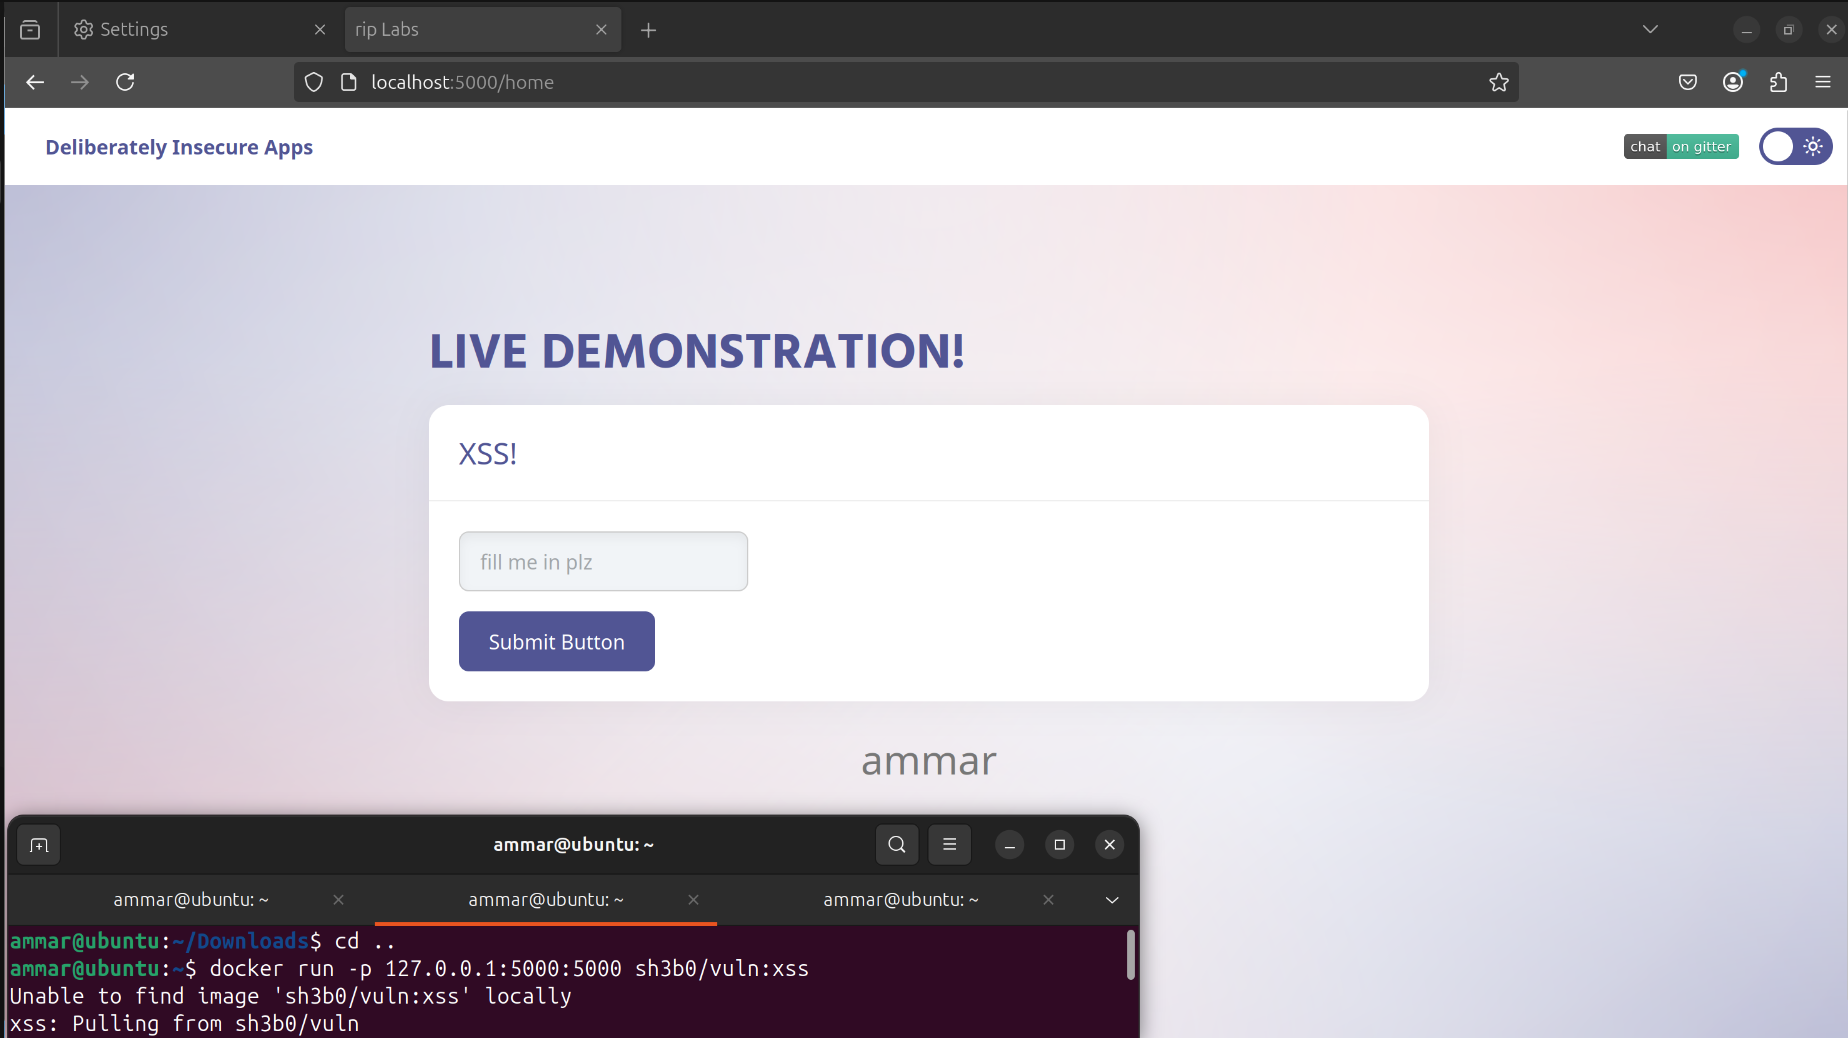 Settings
rip Labs
localhost:5000/home
Deliberately Insecure Apps
chat on gitter
LIVE DEMONSTRATION!
XSS!
fill me in plz
Submit Button
ammar
ammar@ubuntu: ~
ammar@ubuntu: ~ ammar@ubuntu: ~ ammar@ubuntu: ~
ammar@ubuntu:~/Downloads$ cd ..
ammar@ubuntu:~$ docker run -p 127.0.0.1:5000:5000 sh3b0/vuln:xss
Unable to find image 'sh3b0/vuln:xss' locally
xss: Pulling from sh3b0/vuln